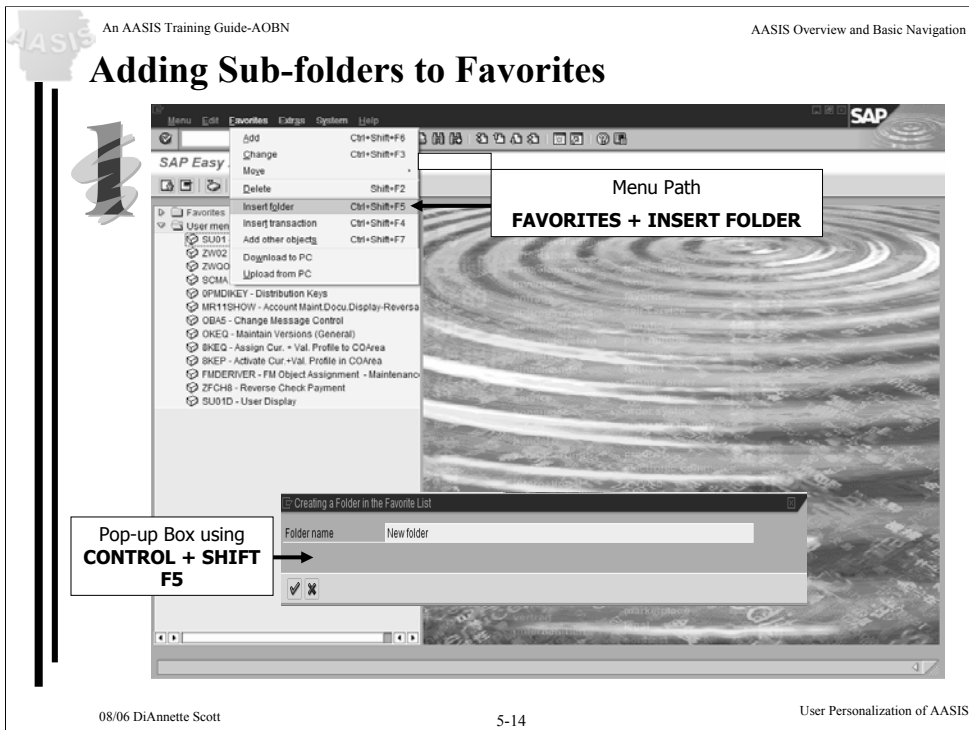 An AASIS Training Guide-AOBN
AASIS Overview and Basic Navigation
AASIS
Adding Sub-folders to Favorites
Menu Edit Favorites Extras System Help
SAP
Add Ctrl+Shift+F6
Change Ctrl+Shift+F3
Move
Delete Shift+F2
Insert folder Ctrl+Shift+F5
Insert transaction Ctrl+Shift+F4
Add other objects Ctrl+Shift+F7
Download to PC
Upload from PC
SAP Easy
Menu Path
FAVORITES + INSERT FOLDER
Favorites
User men
SU01
ZW02
ZWQO
SCMA
0PMDIKEY - Distribution Keys
MR11SHOW - Account Maint.Docu.Display-Reversa
OBA5 - Change Message Control
OKEQ - Maintain Versions (General)
8KEQ - Assign Cur. + Val. Profile to COArea
8KEP - Activate Cur.+Val. Profile in COArea
FMDERIVER - FM Object Assignment - Maintenanc
ZFCH8 - Reverse Check Payment
SU01D - User Display
Creating a Folder in the Favorite List
Folder name New folder
Pop-up Box using
CONTROL + SHIFT
F5
marketplace
08/06 DiAnnette Scott
5-14
User Personalization of AASIS